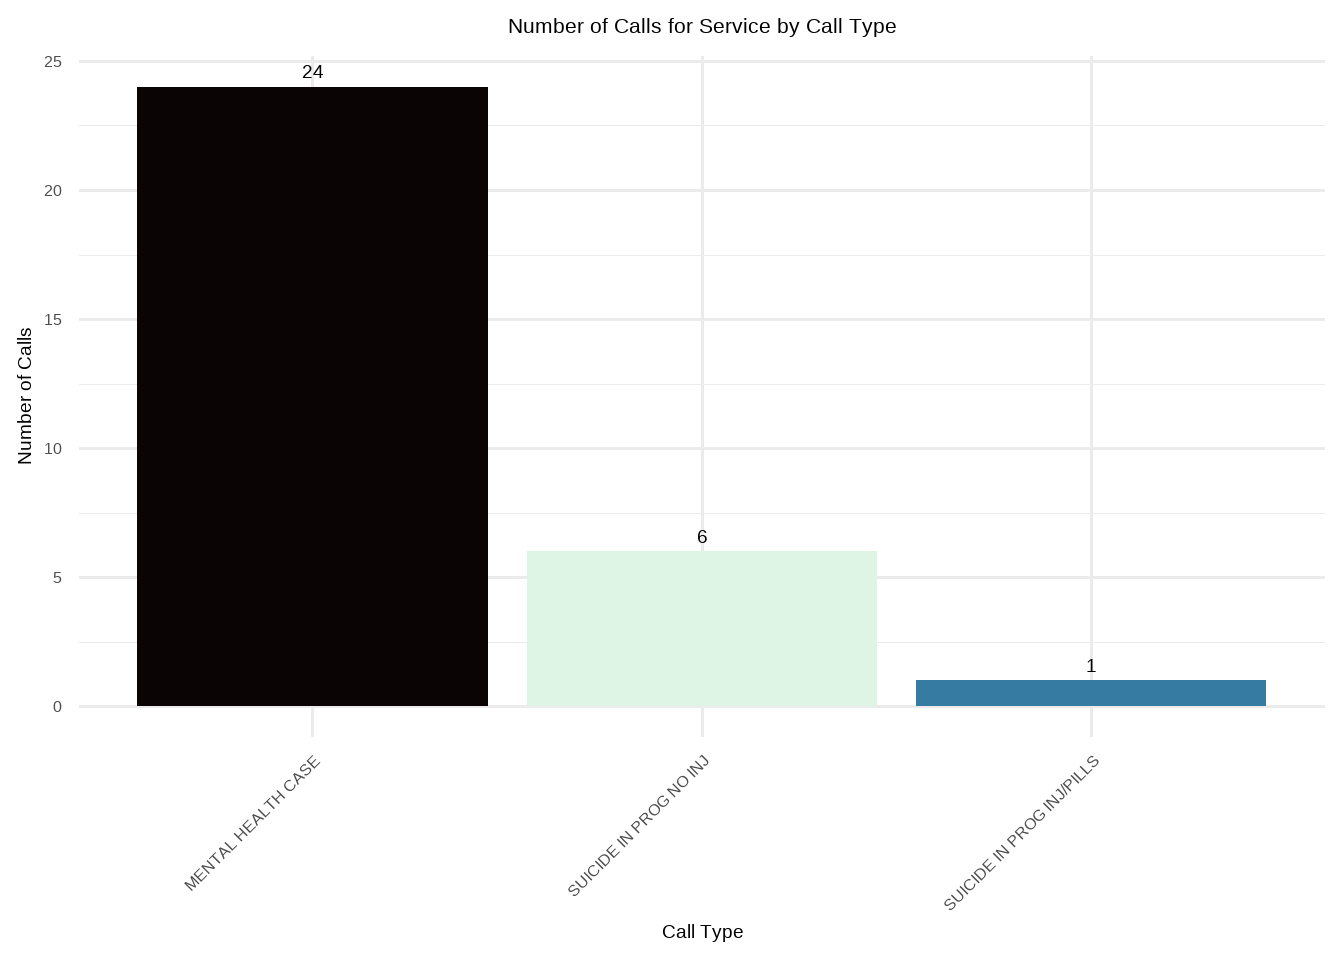 Number of Calls for Service by Call Type
Number of Calls
25
20
15
10
5
0
24
6
1
MENTAL HEALTH CASE
SUICIDE IN PROG NO INJ
SUICIDE IN PROG INJ/PILLS
Call Type